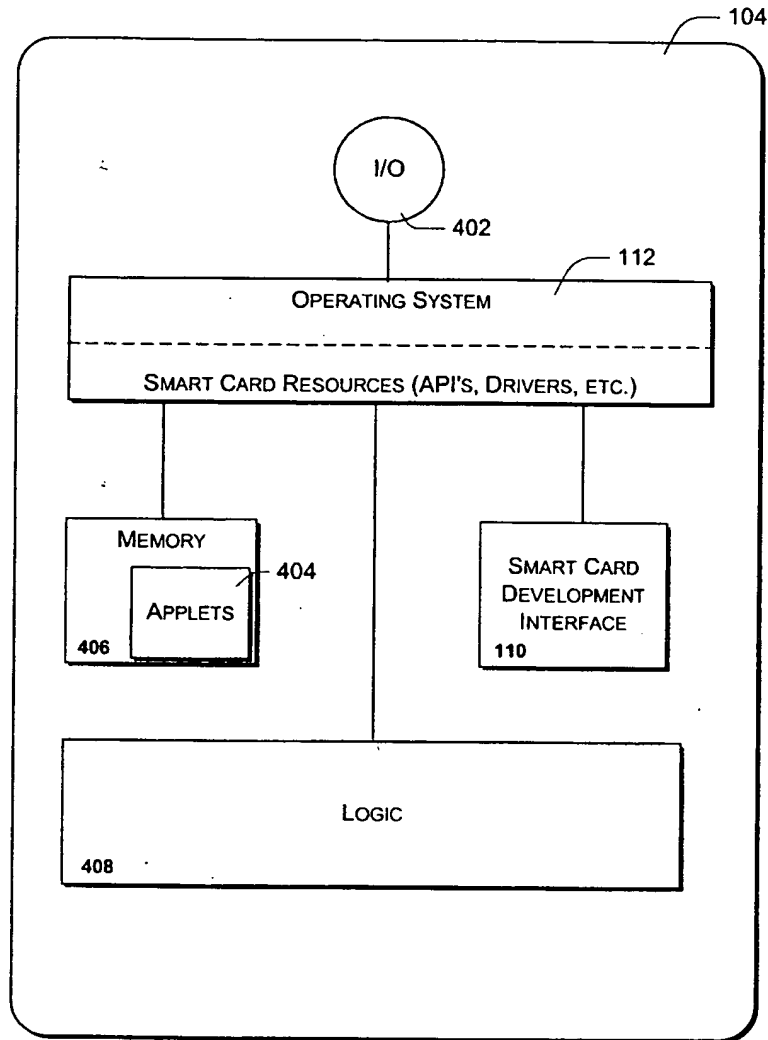 104
I/O
402
112
OPERATING SYSTEM
SMART CARD RESOURCES (API'S, DRIVERS, ETC.)
MEMORY
404
APPLETS
406
SMART CARD
DEVELOPMENT
INTERFACE
110
LOGIC
408